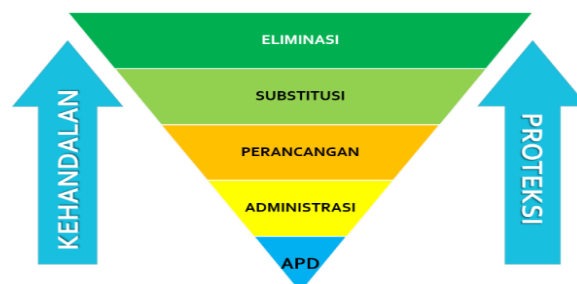 ELIMINASI
SUBSTITUSI
PERANCANGAN
ADMINISTRASI
APD
KEHANDALAN
PROTEKSI